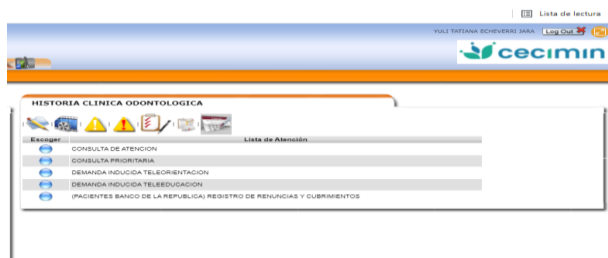 Lista de lectura
YULI TATIANA ECHEVERRI JARA Log Out
cecimin
HISTORIA CLINICA ODONTOLOGICA
Escoger Lista de Atención
CONSULTA DE ATENCION
CONSULTA PRIORITARIA
DEMANDA INDUCIDA TELEORIENTACION
DEMANDA INDUCIDA TELEEDUCACION
(PACIENTES BANCO DE LA REPUBLICA) REGISTRO DE RENUNCIAS Y CUBRIMIENTOS